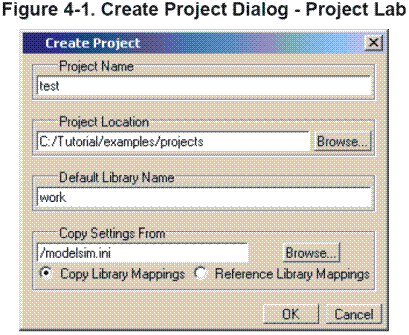 Figure 4-1. Create Project Dialog - Project Lab
Create Project
Project Name
test
Project Location
C:/Tutorial/examples/projects
Browse...
Default Library Name
work
Copy Settings From
/modelsim.ini
Browse...
Copy Library Mappings
Reference Library Mappings
OK
Cancel